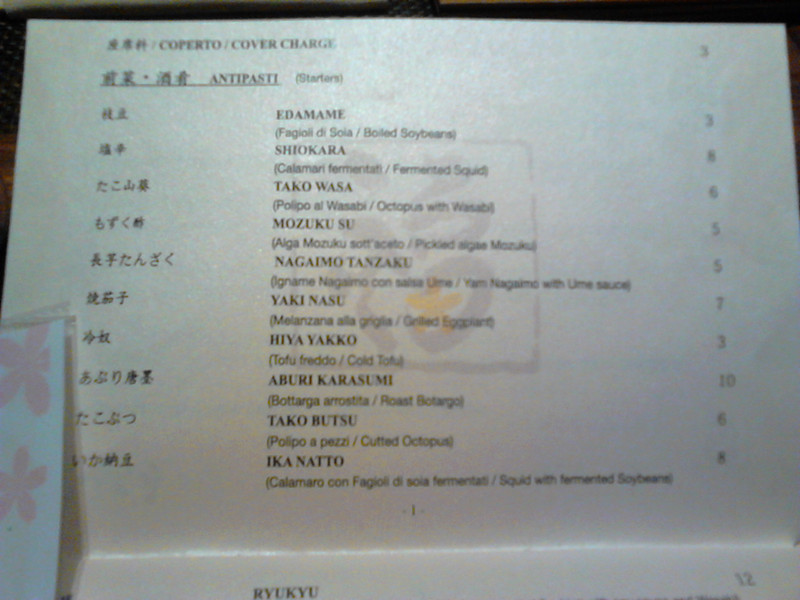 座席料 / COPERTO / COVER CHARGE 3
前菜・酒肴 ANTIPASTI (Starters)
枝豆 EDAMAME 3
(Fagioli di Soia / Boiled Soybeans)
塩辛 SHIOKARA 8
(Calamari fermentati / Fermented Squid)
たこ山葵 TAKO WASA 6
(Polipo al Wasabi / Octopus with Wasabi)
もずく酢 MOZUKU SU 5
(Alga Mozuku sott'aceto / Pickled algae Mozuku)
長芋たんざく NAGAIMO TANZAKU 5
(Igname Nagaimo con salsa Ume / Yam Nagaimo with Ume sauce)
焼茄子 YAKI NASU 7
(Melanzana alla griglia / Grilled Eggplant)
冷奴 HIYA YAKKO 3
(Tofu freddo / Cold Tofu)
あぶり唐墨 ABURI KARASUMI 10
(Bottarga arrostita / Roast Botargo)
たこぶつ TAKO BUTSU 6
(Polipo a pezzi / Cutted Octopus)
いか納豆 IKA NATTO 8
(Calamaro con Fagioli di soia fermentati / Squid with fermented Soybeans)
- 1 -
RYUKYU 12